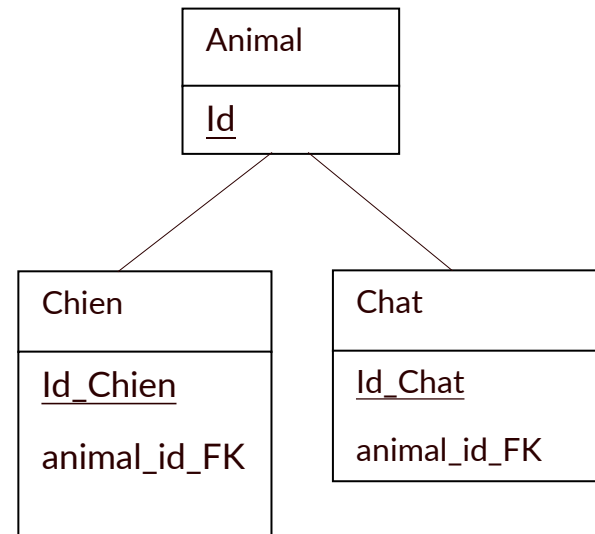 Animal
Id
Chien
Id_Chien
animal_id_FK
Chat
Id_Chat
animal_id_FK